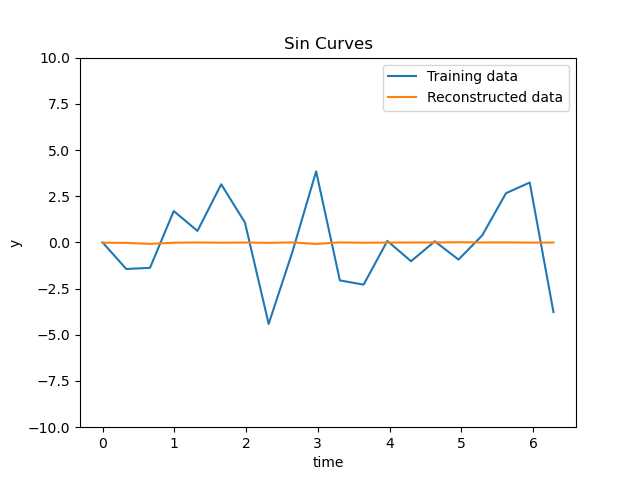 Sin Curves
10.0
7.5
5.0
2.5
0.0
−2.5
−5.0
−7.5
−10.0
y
Training data
Reconstructed data
0 1 2 3 4 5 6
time